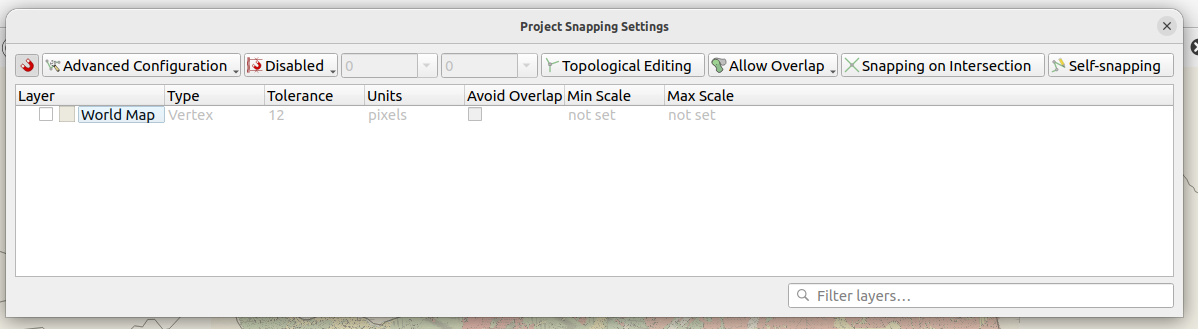 Project Snapping Settings
Advanced Configuration Disabled 0 0 Topological Editing Allow Overlap Snapping on Intersection Self-snapping
Layer Type Tolerance Units Avoid Overlap Min Scale Max Scale
World Map Vertex 12 pixels not set not set
Filter layers…